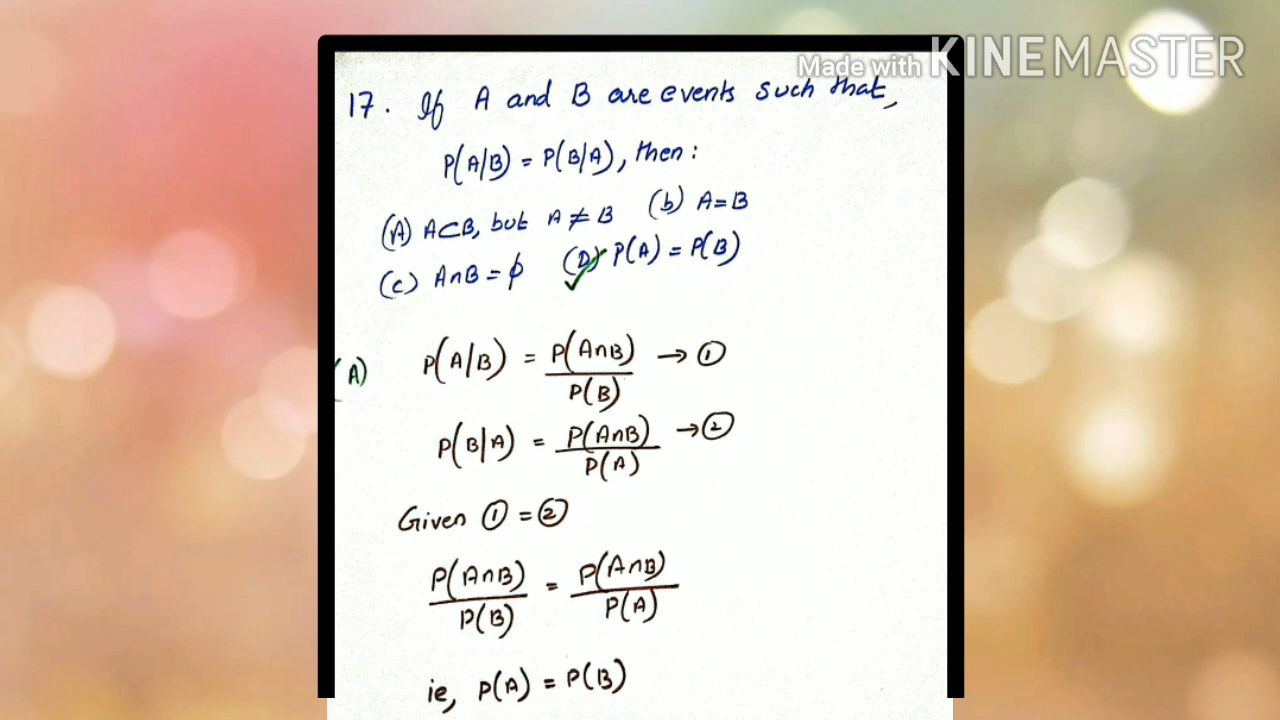 Made with KINEMASTER
17. If A and B are events such that,
P(A/B) = P(B/A), then :
(A) A⊂B, but A ≠ B (b) A=B
(c) A∩B = ϕ (D) P(A) = P(B)
(A) P(A/B) = P(A∩B)/P(B) → ①
P(B/A) = P(A∩B)/P(A) → ②
Given ① = ②
P(A∩B)/P(B) = P(A∩B)/P(A)
ie, P(A) = P(B)